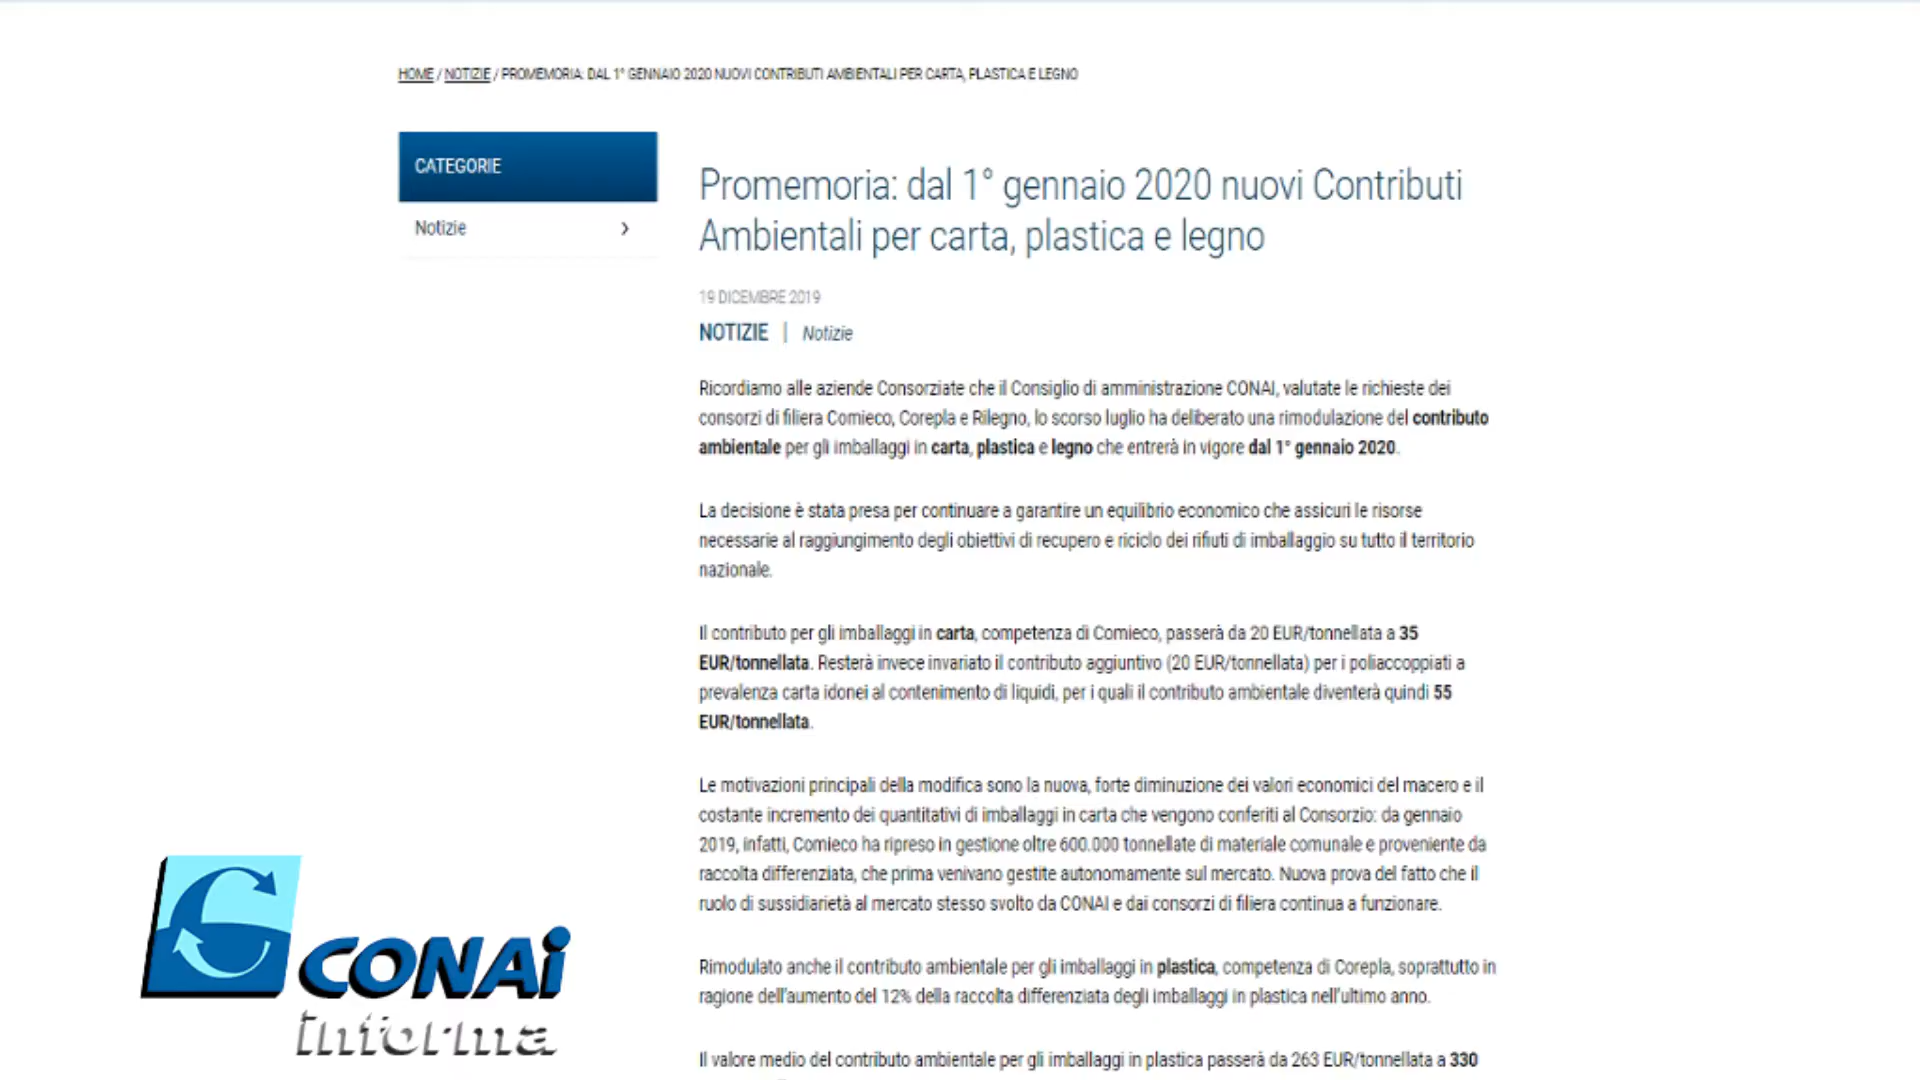 HOME / NOTIZIE / PROMEMORIA: DAL 1° GENNAIO 2020 NUOVI CONTRIBUTI AMBIENTALI PER CARTA, PLASTICA E LEGNO
CATEGORIE
Notizie
Promemoria: dal 1° gennaio 2020 nuovi Contributi
Ambientali per carta, plastica e legno
19 DICEMBRE 2019
NOTIZIE | Notizie
Ricordiamo alle aziende Consorziate che il Consiglio di amministrazione CONAI, valutate le richieste dei
consorzi di filiera Comieco, Corepla e Rilegno, lo scorso luglio ha deliberato una rimodulazione del contributo
ambientale per gli imballaggi in carta, plastica e legno che entrerà in vigore dal 1° gennaio 2020.
La decisione è stata presa per continuare a garantire un equilibrio economico che assicuri le risorse
necessarie al raggiungimento degli obiettivi di recupero e riciclo dei rifiuti di imballaggio su tutto il territorio
nazionale.
Il contributo per gli imballaggi in carta, competenza di Comieco, passerà da 20 EUR/tonnellata a 35
EUR/tonnellata. Resterà invece invariato il contributo aggiuntivo (20 EUR/tonnellata) per i poliaccoppiati a
prevalenza carta idonei al contenimento di liquidi, per i quali il contributo ambientale diventerà quindi 55
EUR/tonnellata.
Le motivazioni principali della modifica sono la nuova, forte diminuzione dei valori economici del macero e il
costante incremento dei quantitativi di imballaggi in carta che vengono conferiti al Consorzio: da gennaio
2019, infatti, Comieco ha ripreso in gestione oltre 600.000 tonnellate di materiale comunale e proveniente da
raccolta differenziata, che prima venivano gestite autonomamente sul mercato. Nuova prova del fatto che il
ruolo di sussidiarietà al mercato stesso svolto da CONAI e dai consorzi di filiera continua a funzionare.
Rimodulato anche il contributo ambientale per gli imballaggi in plastica, competenza di Corepla, soprattutto in
ragione dell'aumento del 12% della raccolta differenziata degli imballaggi in plastica nell'ultimo anno.
Il valore medio del contributo ambientale per gli imballaggi in plastica passerà da 263 EUR/tonnellata a 330
CONAi
informa